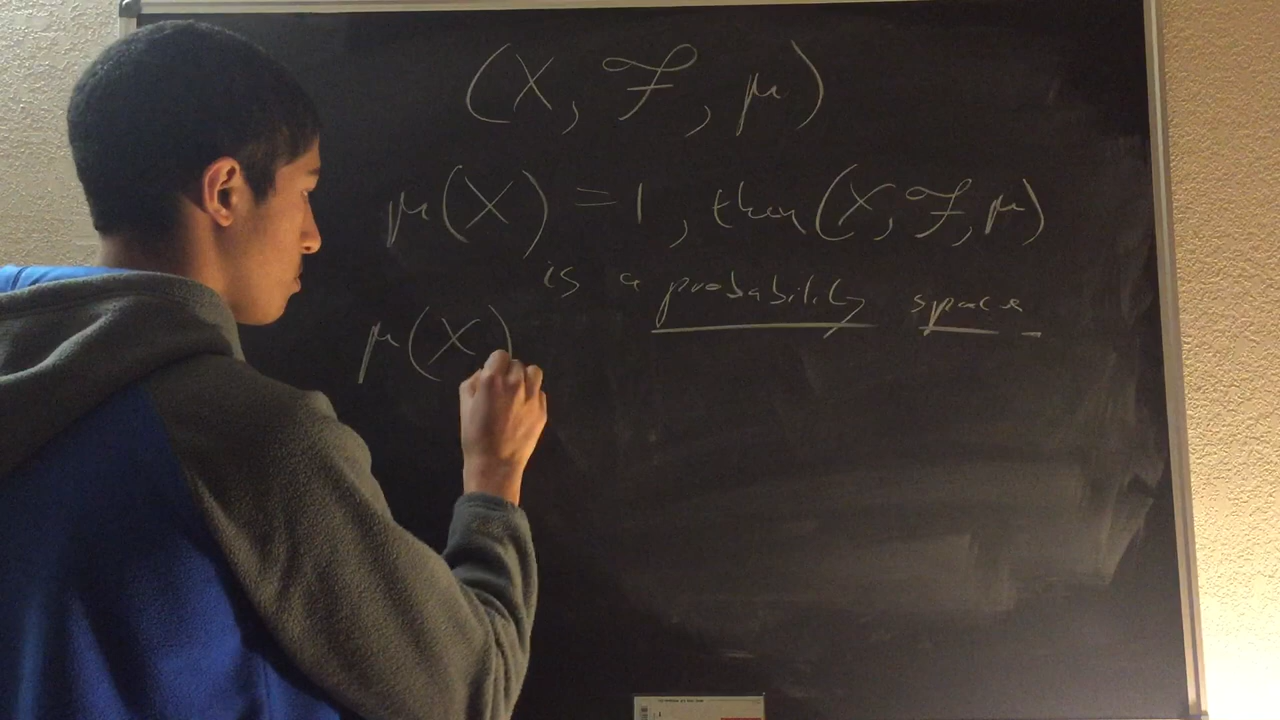 (X, ℱ, μ)
μ(X) = 1, then (X, ℱ, μ)
is a probability space
μ(X)